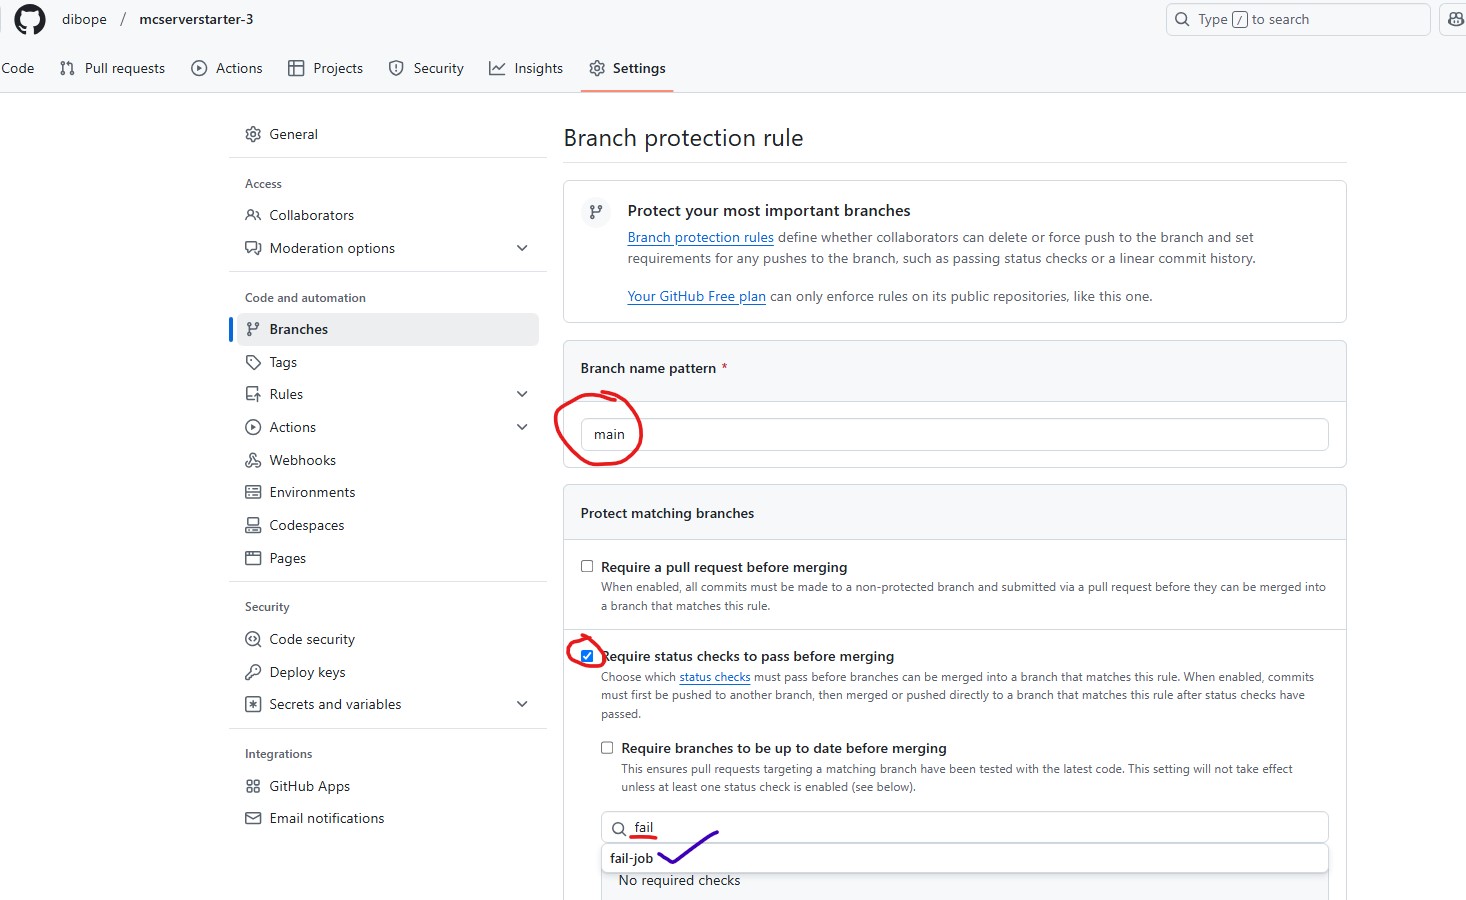 dibope / mcserverstarter-3
Type / to search
Code Pull requests Actions Projects Security Insights Settings
General
Access
Collaborators
Moderation options
Code and automation
Branches
Tags
Rules
Actions
Webhooks
Environments
Codespaces
Pages
Security
Code security
Deploy keys
Secrets and variables
Integrations
GitHub Apps
Email notifications
Branch protection rule
Protect your most important branches
Branch protection rules define whether collaborators can delete or force push to the branch and set
requirements for any pushes to the branch, such as passing status checks or a linear commit history.
Your GitHub Free plan can only enforce rules on its public repositories, like this one.
Branch name pattern *
main
Protect matching branches
Require a pull request before merging
When enabled, all commits must be made to a non-protected branch and submitted via a pull request before they can be merged into
a branch that matches this rule.
Require status checks to pass before merging
Choose which status checks must pass before branches can be merged into a branch that matches this rule. When enabled, commits
must first be pushed to another branch, then merged or pushed directly to a branch that matches this rule after status checks have
passed.
Require branches to be up to date before merging
This ensures pull requests targeting a matching branch have been tested with the latest code. This setting will not take effect
unless at least one status check is enabled (see below).
fail
fail-job
No required checks